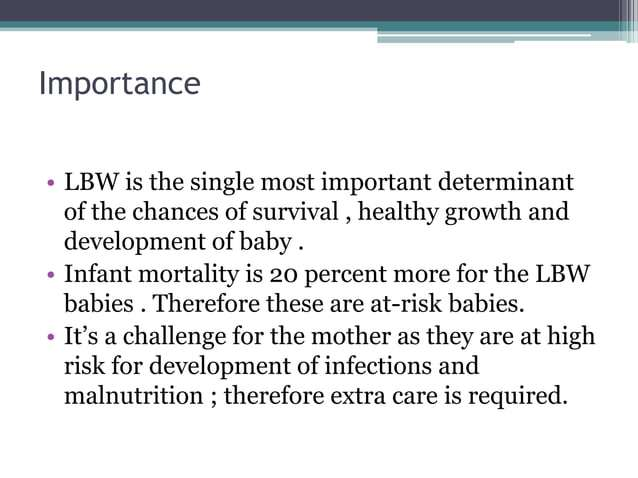 Importance
• LBW is the single most important determinant
of the chances of survival , healthy growth and
development of baby .
• Infant mortality is 20 percent more for the LBW
babies . Therefore these are at-risk babies.
• It’s a challenge for the mother as they are at high
risk for development of infections and
malnutrition ; therefore extra care is required.